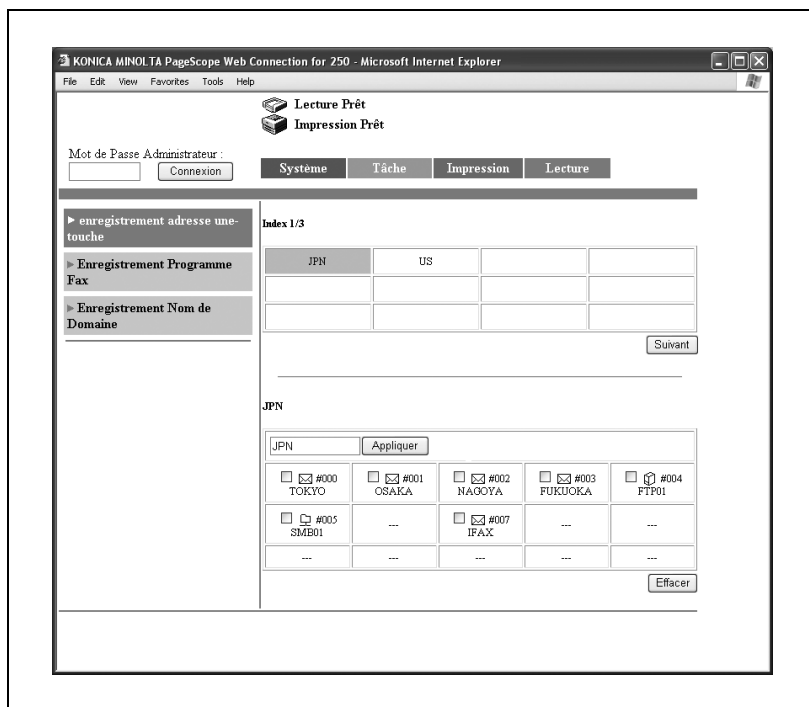 KONICA MINOLTA PageScope Web Connection for 250 - Microsoft Internet Explorer
File Edit View Favorites Tools Help
Lecture Prêt
Impression Prêt
Mot de Passe Administrateur :
Connexion
Système Tâche Impression Lecture
enregistrement adresse une-
touche
Enregistrement Programme
Fax
Enregistrement Nom de
Domaine
Index 1/3
JPN US
Suivant
JPN
JPN Appliquer
#000 #001 #002 #003 #004
TOKYO OSAKA NAGOYA FUKUOKA FTP01
#005 --- #007 --- ---
SMB01 IFAX
--- --- --- --- ---
Effacer